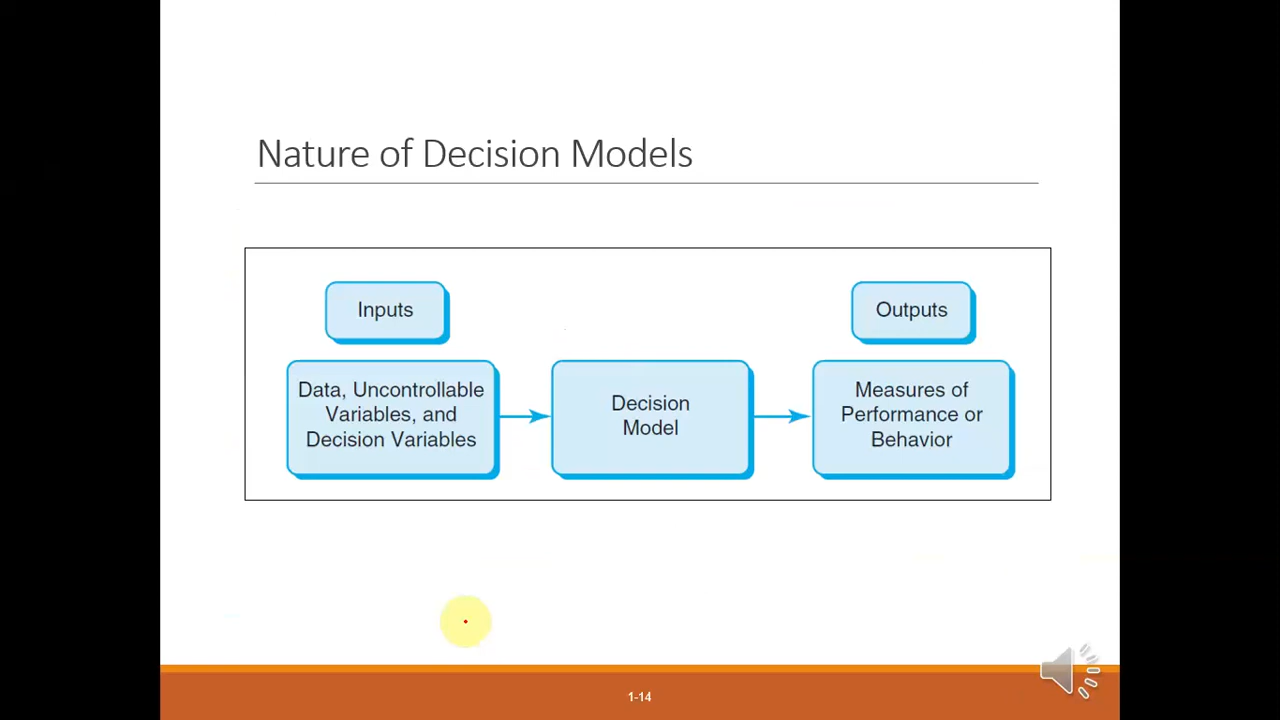 Nature of Decision Models
Inputs
Outputs
Data, Uncontrollable
Variables, and
Decision Variables
Decision
Model
Measures of
Performance or
Behavior
1-14